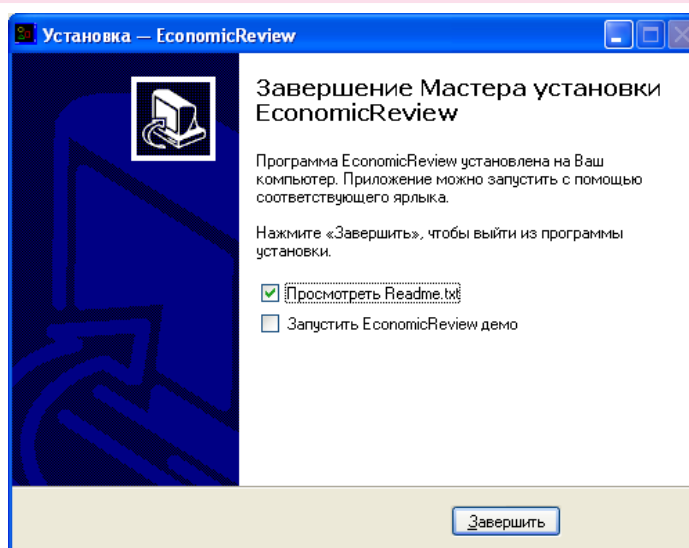 Установка — EconomicReview
Завершение Мастера установки
EconomicReview
Программа EconomicReview установлена на Ваш
компьютер. Приложение можно запустить с помощью
соответствующего ярлыка.
Нажмите «Завершить», чтобы выйти из программы
установки.
Просмотреть Readme.txt
Запустить EconomicReview демо
Завершить